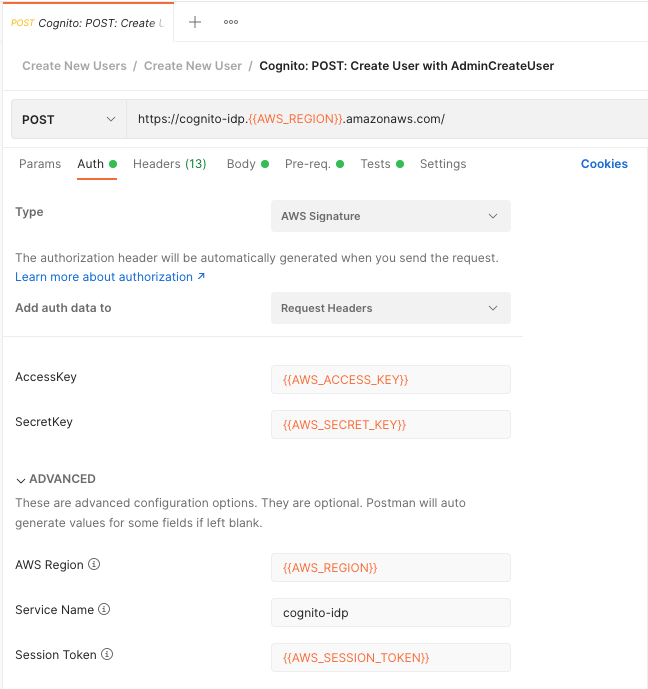 POST Cognito: POST: Create U
Create New Users / Create New User / Cognito: POST: Create User with AdminCreateUser
POST https://cognito-idp.{{AWS_REGION}}.amazonaws.com/
Params Auth Headers (13) Body Pre-req. Tests Settings Cookies
Type AWS Signature
The authorization header will be automatically generated when you send the request.
Learn more about authorization ↗
Add auth data to Request Headers
AccessKey {{AWS_ACCESS_KEY}}
SecretKey {{AWS_SECRET_KEY}}
ADVANCED
These are advanced configuration options. They are optional. Postman will auto
generate values for some fields if left blank.
AWS Region {{AWS_REGION}}
Service Name cognito-idp
Session Token {{AWS_SESSION_TOKEN}}